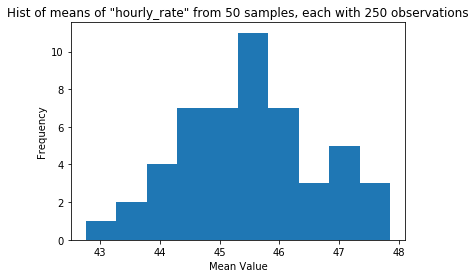 Hist of means of "hourly_rate" from 50 samples, each with 250 observations
10
8
6
4
2
0
Frequency
43 44 45 46 47 48
Mean Value